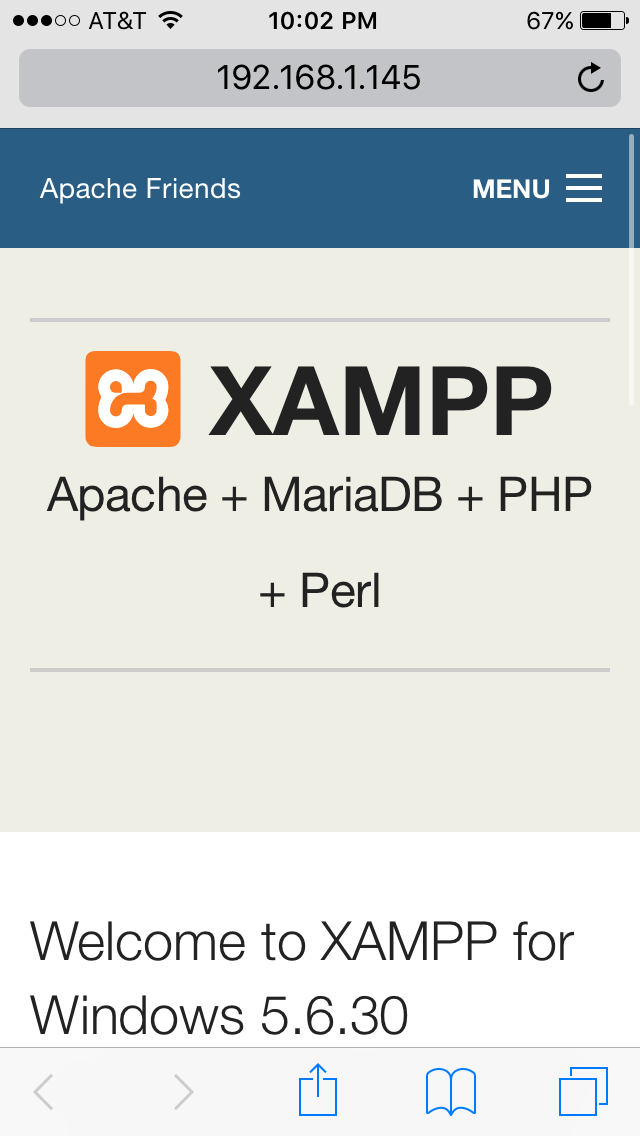 AT&T 10:02 PM 67%
192.168.1.145
Apache Friends MENU
XAMPP
Apache + MariaDB + PHP
+ Perl
Welcome to XAMPP for
Windows 5.6.30